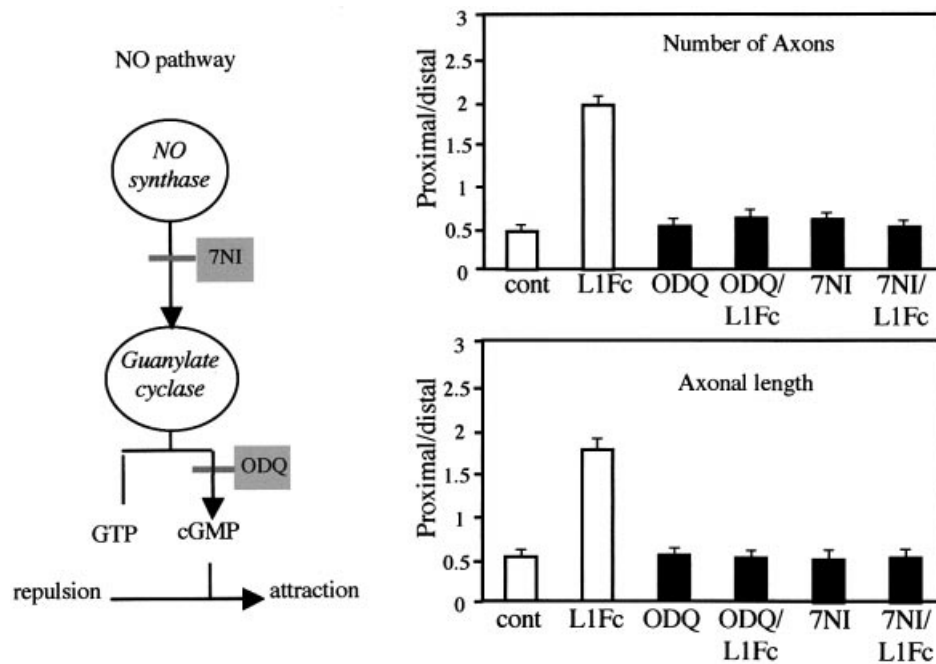 NO pathway
NO
synthase
7NI
Guanylate
cyclase
ODQ
GTP
cGMP
repulsion
attraction
Number of Axons
Proximal/distal
3
2.5
2
1.5
1
0.5
0
cont
L1Fc
ODQ
ODQ/
L1Fc
7NI
7NI/
L1Fc
Axonal length
Proximal/distal
3
2.5
2
1.5
1
0.5
0
cont
L1Fc
ODQ
ODQ/
L1Fc
7NI
7NI/
L1Fc